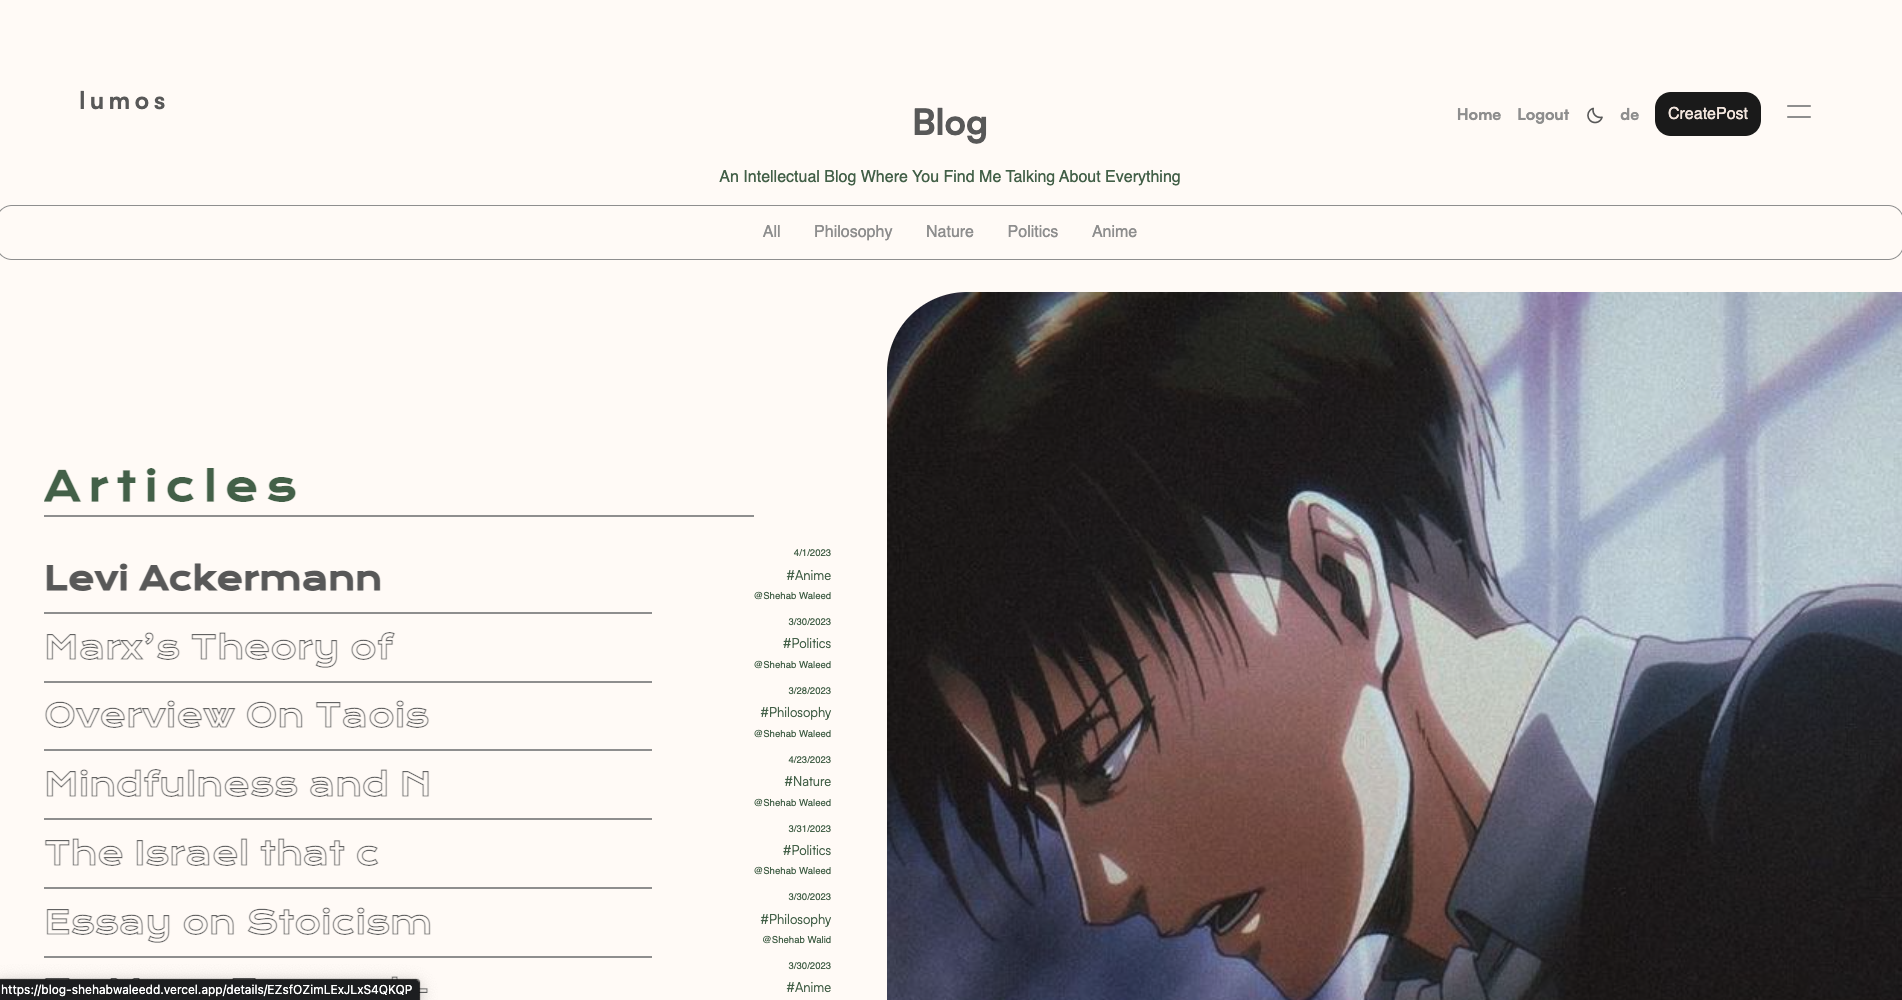 lumos
Blog
Home Logout de CreatePost
An Intellectual Blog Where You Find Me Talking About Everything
All Philosophy Nature Politics Anime
Articles
Levi Ackermann
4/1/2023
#Anime
@Shehab Waleed
Marx’s Theory of
3/30/2023
#Politics
@Shehab Waleed
Overview On Taois
3/28/2023
#Philosophy
@Shehab Waleed
Mindfulness and N
4/23/2023
#Nature
@Shehab Waleed
The Israel that c
3/31/2023
#Politics
@Shehab Waleed
Essay on Stoicism
3/30/2023
#Philosophy
@Shehab Walid
3/30/2023
#Anime
https://blog-shehabwaleedd.vercel.app/details/EZsfOZimLExJLxS4QKQP